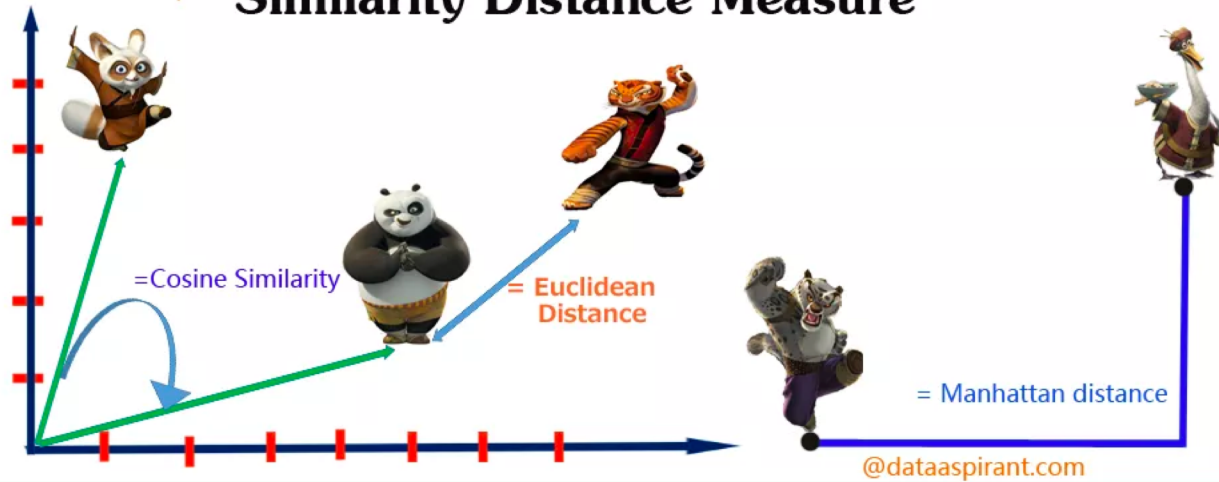 Similarity Distance Measure
=Cosine Similarity
= Euclidean
Distance
= Manhattan distance
@dataaspirant.com